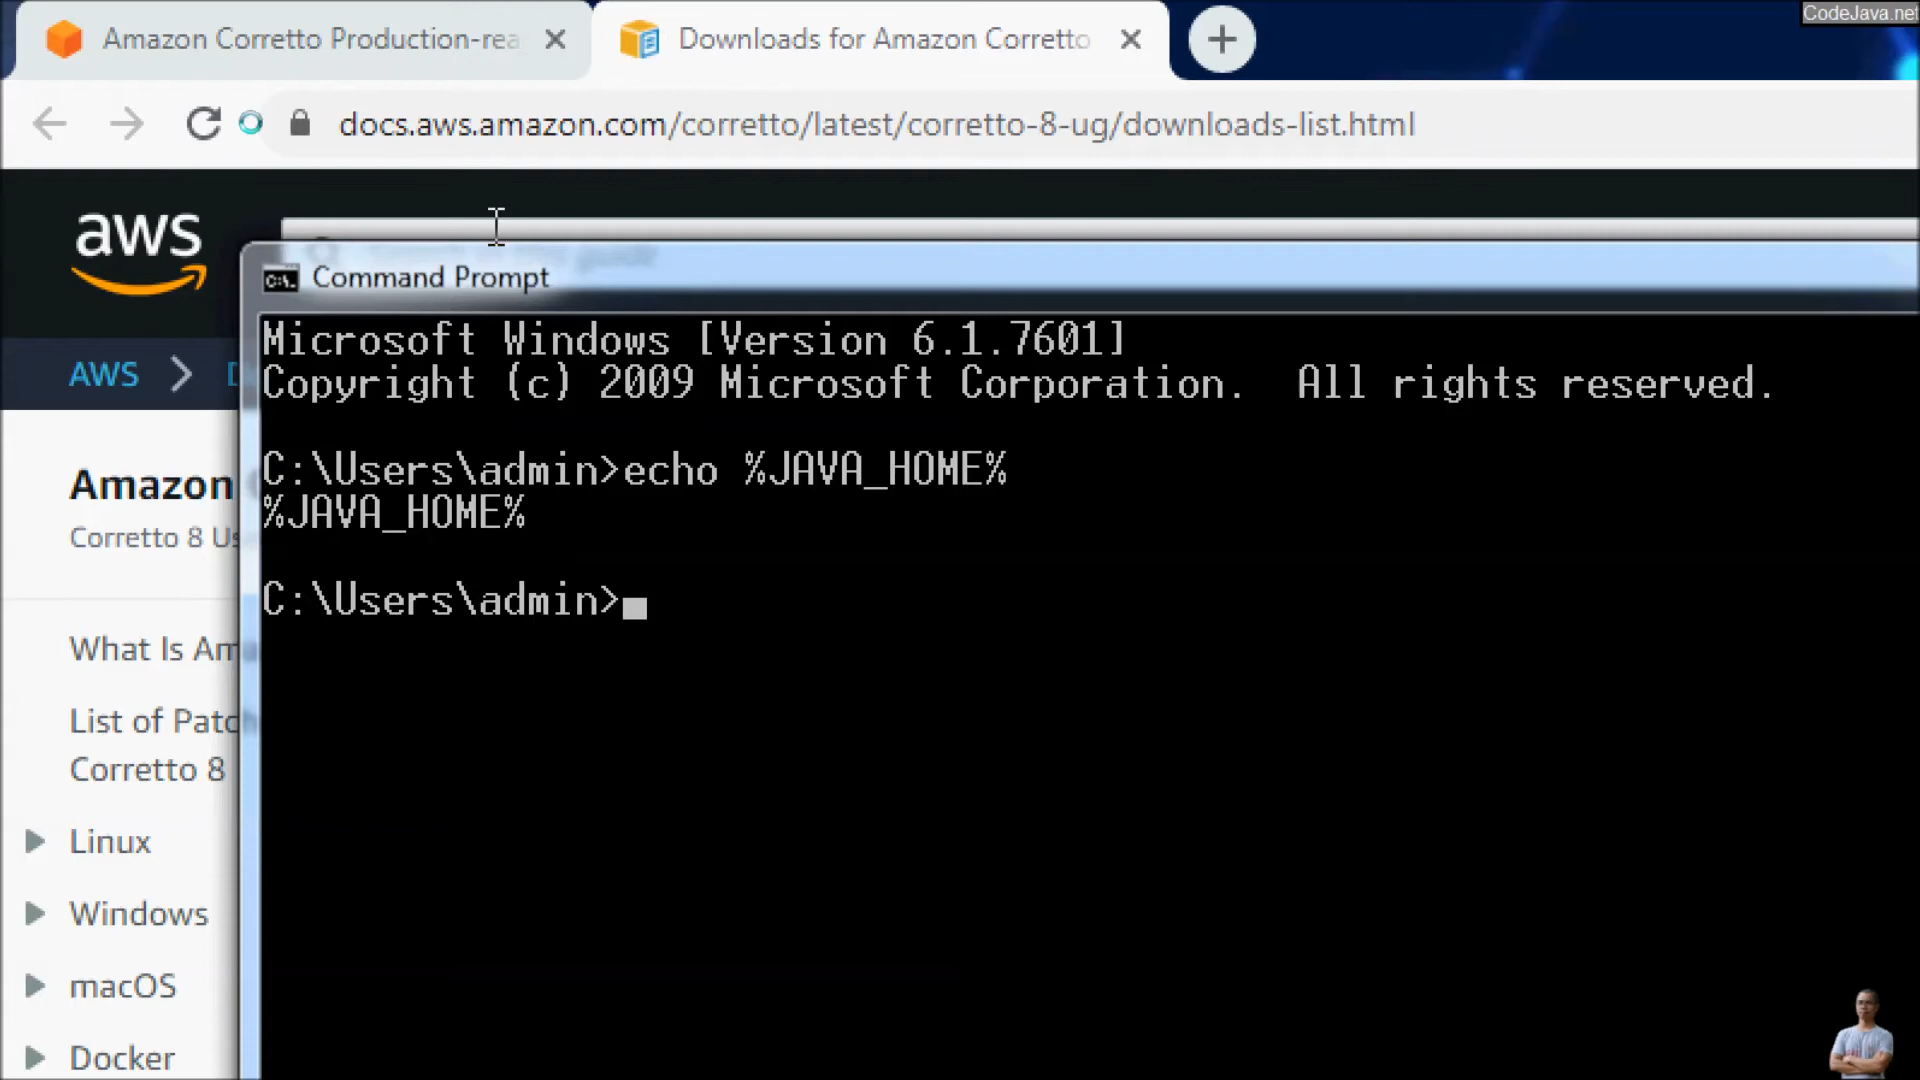 CodeJava.net
Amazon Corretto Production-rea
Downloads for Amazon Corretto
docs.aws.amazon.com/corretto/latest/corretto-8-ug/downloads-list.html
aws
Command Prompt
Microsoft Windows [Version 6.1.7601]
Copyright (c) 2009 Microsoft Corporation.  All rights reserved.
AWS
C:\Users\admin>echo %JAVA_HOME%
%JAVA_HOME%
C:\Users\admin>
Amazon
Corretto 8 Us
What Is Am
List of Patc
Corretto 8
Linux
Windows
macOS
Docker